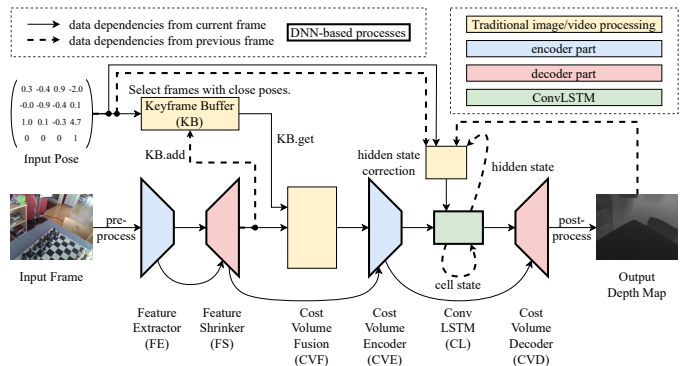 data dependencies from current frame
data dependencies from previous frame
DNN-based processes
Traditional image/video processing
encoder part
decoder part
ConvLSTM
0.3 -0.4 0.9 -2.0
-0.0 -0.9 -0.4 0.1
1.0 0.1 -0.3 4.7
0 0 0 1
Input Pose
Select frames with close poses.
Keyframe Buffer
(KB)
KB.add
KB.get
hidden state
correction
hidden state
pre-
process
post-
process
cell state
Input Frame
Output
Depth Map
Feature
Extractor
(FE)
Feature
Shrinker
(FS)
Cost
Volume
Fusion
(CVF)
Cost
Volume
Encoder
(CVE)
Conv
LSTM
(CL)
Cost
Volume
Decoder
(CVD)